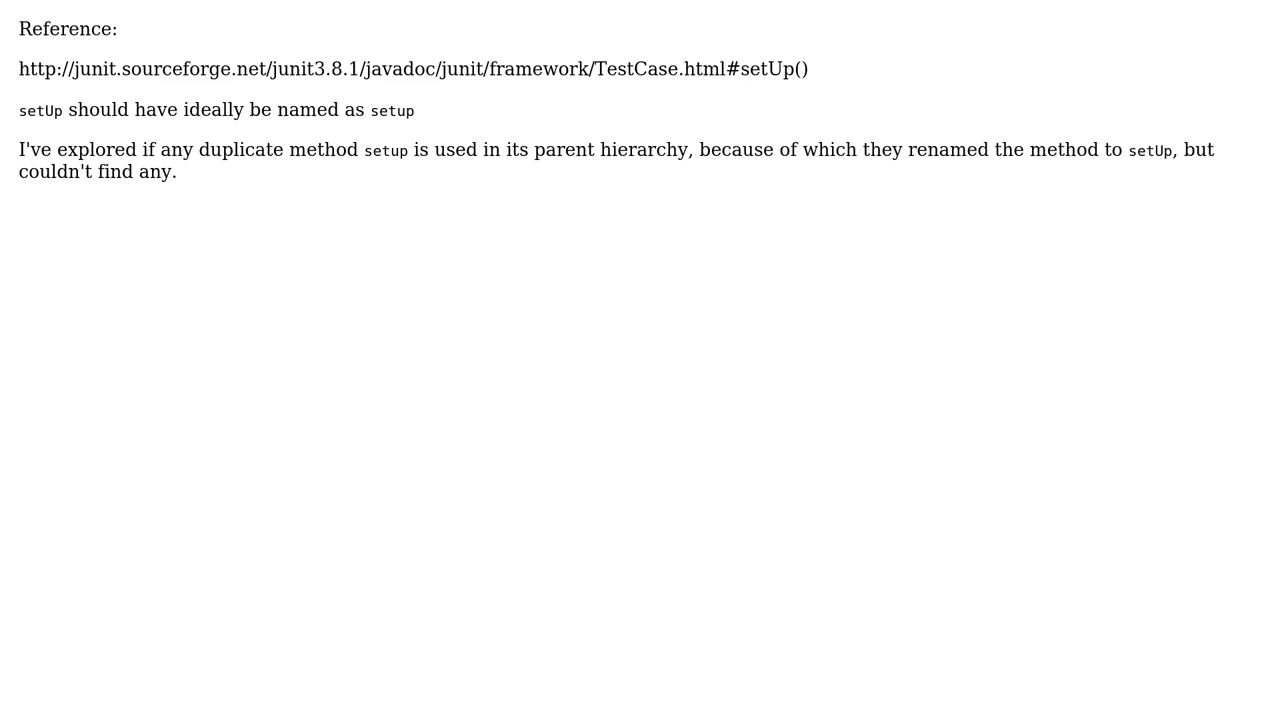 Reference:
http://junit.sourceforge.net/junit3.8.1/javadoc/junit/framework/TestCase.html#setUp()
setUp should have ideally be named as setup
I've explored if any duplicate method setup is used in its parent hierarchy, because of which they renamed the method to setUp, but
couldn't find any.